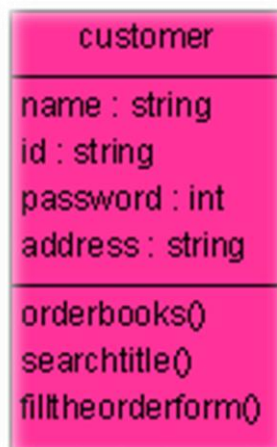 customer
name : string
id : string
password : int
address : string
orderbooks()
searchtitle()
filltheorderform()